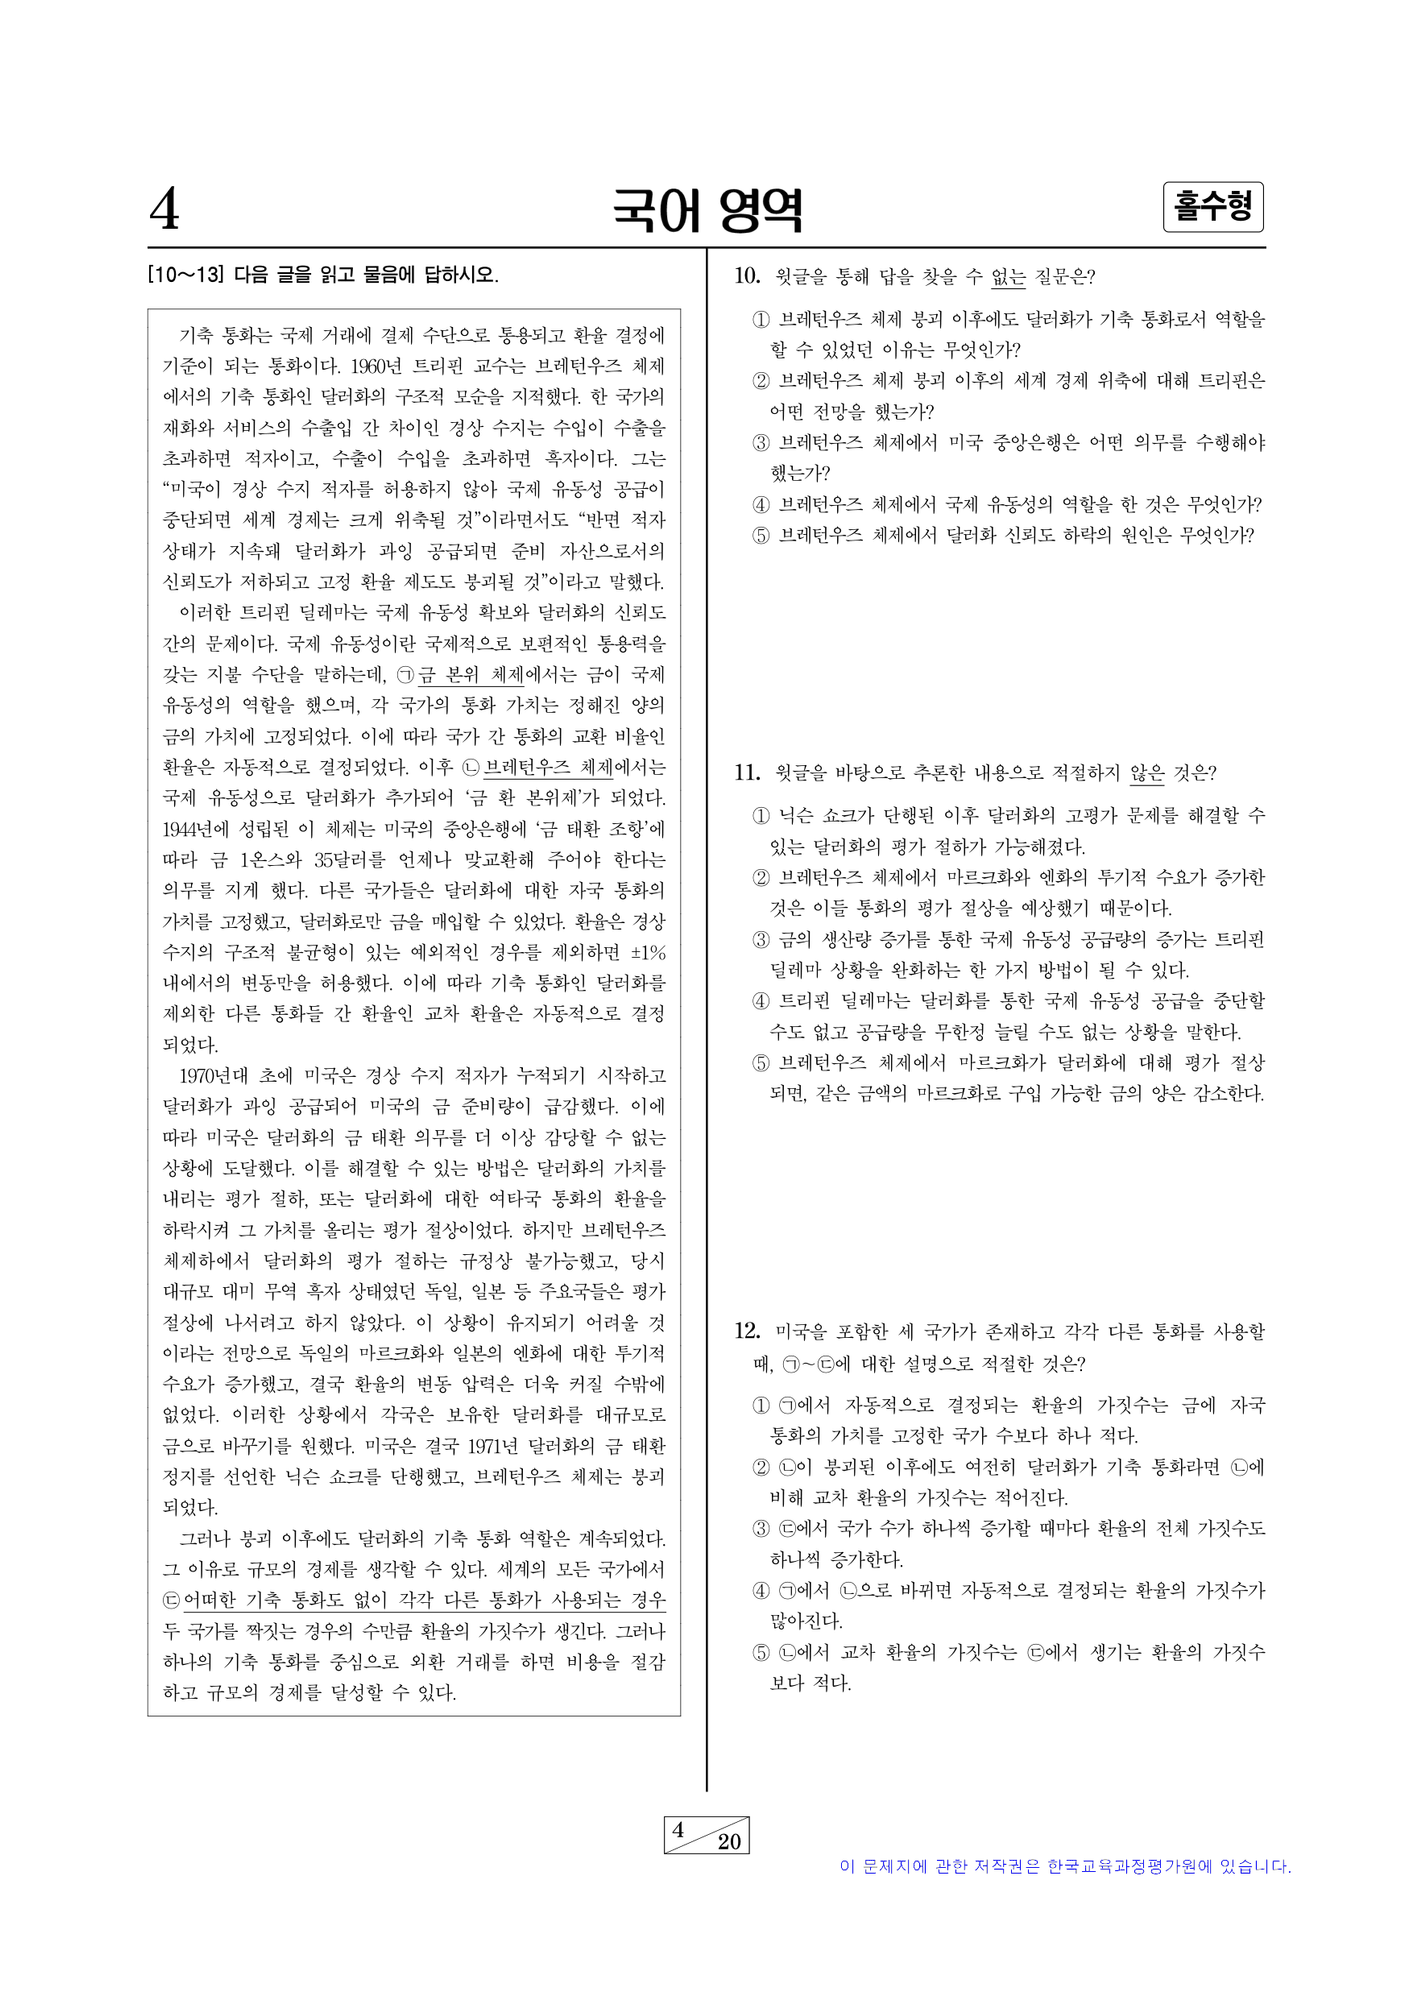 4
국어 영역
홀수형
[10~13] 다음 글을 읽고 물음에 답하시오.
기축 통화는 국제 거래에 결제 수단으로 통용되고 환율 결정에
기준이 되는 통화이다. 1960년 트리핀 교수는 브레턴우즈 체제
에서의 기축 통화인 달러화의 구조적 모순을 지적했다. 한 국가의
재화와 서비스의 수출입 간 차이인 경상 수지는 수입이 수출을
초과하면 적자이고, 수출이 수입을 초과하면 흑자이다. 그는
“미국이 경상 수지 적자를 허용하지 않아 국제 유동성 공급이
중단되면 세계 경제는 크게 위축될 것”이라면서도 “반면 적자
상태가 지속돼 달러화가 과잉 공급되면 준비 자산으로서의
신뢰도가 저하되고 고정 환율 제도도 붕괴될 것”이라고 말했다.
이러한 트리핀 딜레마는 국제 유동성 확보와 달러화의 신뢰도
간의 문제이다. 국제 유동성이란 국제적으로 보편적인 통용력을
갖는 지불 수단을 말하는데, ㉠금 본위 체제에서는 금이 국제
유동성의 역할을 했으며, 각 국가의 통화 가치는 정해진 양의
금의 가치에 고정되었다. 이에 따라 국가 간 통화의 교환 비율인
환율은 자동적으로 결정되었다. 이후 ㉡브레턴우즈 체제에서는
국제 유동성으로 달러화가 추가되어 ‘금 환 본위제’가 되었다.
1944년에 성립된 이 체제는 미국의 중앙은행에 ‘금 태환 조항’에
따라 금 1온스와 35달러를 언제나 맞교환해 주어야 한다는
의무를 지게 했다. 다른 국가들은 달러화에 대한 자국 통화의
가치를 고정했고, 달러화로만 금을 매입할 수 있었다. 환율은 경상
수지의 구조적 불균형이 있는 예외적인 경우를 제외하면 ±1%
내에서의 변동만을 허용했다. 이에 따라 기축 통화인 달러화를
제외한 다른 통화들 간 환율인 교차 환율은 자동적으로 결정
되었다.
1970년대 초에 미국은 경상 수지 적자가 누적되기 시작하고
달러화가 과잉 공급되어 미국의 금 준비량이 급감했다. 이에
따라 미국은 달러화의 금 태환 의무를 더 이상 감당할 수 없는
상황에 도달했다. 이를 해결할 수 있는 방법은 달러화의 가치를
내리는 평가 절하, 또는 달러화에 대한 여타국 통화의 환율을
하락시켜 그 가치를 올리는 평가 절상이었다. 하지만 브레턴우즈
체제하에서 달러화의 평가 절하는 규정상 불가능했고, 당시
대규모 대미 무역 흑자 상태였던 독일, 일본 등 주요국들은 평가
절상에 나서려고 하지 않았다. 이 상황이 유지되기 어려울 것
이라는 전망으로 독일의 마르크화와 일본의 엔화에 대한 투기적
수요가 증가했고, 결국 환율의 변동 압력은 더욱 커질 수밖에
없었다. 이러한 상황에서 각국은 보유한 달러화를 대규모로
금으로 바꾸기를 원했다. 미국은 결국 1971년 달러화의 금 태환
정지를 선언한 닉슨 쇼크를 단행했고, 브레턴우즈 체제는 붕괴
되었다.
그러나 붕괴 이후에도 달러화의 기축 통화 역할은 계속되었다.
그 이유로 규모의 경제를 생각할 수 있다. 세계의 모든 국가에서
㉢어떠한 기축 통화도 없이 각각 다른 통화가 사용되는 경우
두 국가를 짝짓는 경우의 수만큼 환율의 가짓수가 생긴다. 그러나
하나의 기축 통화를 중심으로 외환 거래를 하면 비용을 절감
하고 규모의 경제를 달성할 수 있다.
10. 윗글을 통해 답을 찾을 수 없는 질문은?
① 브레턴우즈 체제 붕괴 이후에도 달러화가 기축 통화로서 역할을
할 수 있었던 이유는 무엇인가?
② 브레턴우즈 체제 붕괴 이후의 세계 경제 위축에 대해 트리핀은
어떤 전망을 했는가?
③ 브레턴우즈 체제에서 미국 중앙은행은 어떤 의무를 수행해야
했는가?
④ 브레턴우즈 체제에서 국제 유동성의 역할을 한 것은 무엇인가?
⑤ 브레턴우즈 체제에서 달러화 신뢰도 하락의 원인은 무엇인가?
11. 윗글을 바탕으로 추론한 내용으로 적절하지 않은 것은?
① 닉슨 쇼크가 단행된 이후 달러화의 고평가 문제를 해결할 수
있는 달러화의 평가 절하가 가능해졌다.
② 브레턴우즈 체제에서 마르크화와 엔화의 투기적 수요가 증가한
것은 이들 통화의 평가 절상을 예상했기 때문이다.
③ 금의 생산량 증가를 통한 국제 유동성 공급량의 증가는 트리핀
딜레마 상황을 완화하는 한 가지 방법이 될 수 있다.
④ 트리핀 딜레마는 달러화를 통한 국제 유동성 공급을 중단할
수도 없고 공급량을 무한정 늘릴 수도 없는 상황을 말한다.
⑤ 브레턴우즈 체제에서 마르크화가 달러화에 대해 평가 절상
되면, 같은 금액의 마르크화로 구입 가능한 금의 양은 감소한다.
12. 미국을 포함한 세 국가가 존재하고 각각 다른 통화를 사용할
때, ㉠~㉢에 대한 설명으로 적절한 것은?
① ㉠에서 자동적으로 결정되는 환율의 가짓수는 금에 자국
통화의 가치를 고정한 국가 수보다 하나 적다.
② ㉡이 붕괴된 이후에도 여전히 달러화가 기축 통화라면 ㉡에
비해 교차 환율의 가짓수는 적어진다.
③ ㉢에서 국가 수가 하나씩 증가할 때마다 환율의 전체 가짓수도
하나씩 증가한다.
④ ㉠에서 ㉡으로 바뀌면 자동적으로 결정되는 환율의 가짓수가
많아진다.
⑤ ㉡에서 교차 환율의 가짓수는 ㉢에서 생기는 환율의 가짓수
보다 적다.
4
20
이 문제지에 관한 저작권은 한국교육과정평가원에 있습니다.